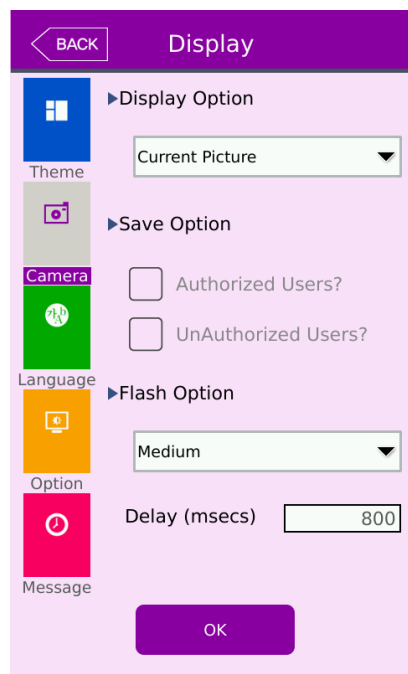 BACK
Display
Theme
Camera
Language
Option
Message
Display Option
Current Picture
Save Option
Authorized Users?
UnAuthorized Users?
Flash Option
Medium
Delay (msecs)
800
OK